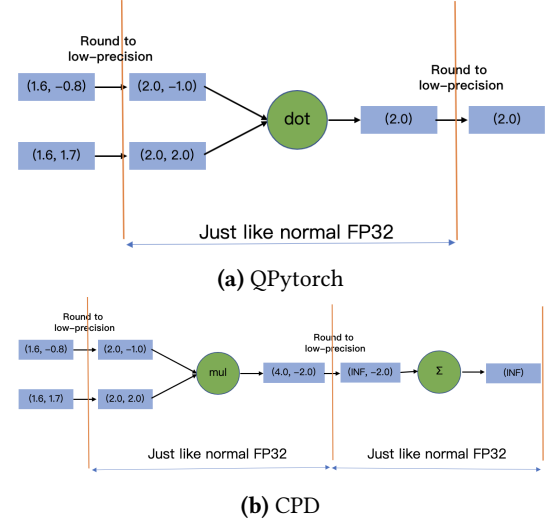 Round to
low-precision
(1.6, −0.8)
(2.0, −1.0)
(1.6, 1.7)
(2.0, 2.0)
dot
(2.0)
Round to
low-precision
(2.0)
Just like normal FP32
(a) QPytorch
Round to
low-precision
(1.6, −0.8)
(2.0, −1.0)
(1.6, 1.7)
(2.0, 2.0)
mul
(4.0, −2.0)
Round to
low-precision
(INF, −2.0)
Σ
(INF)
Just like normal FP32
Just like normal FP32
(b) CPD